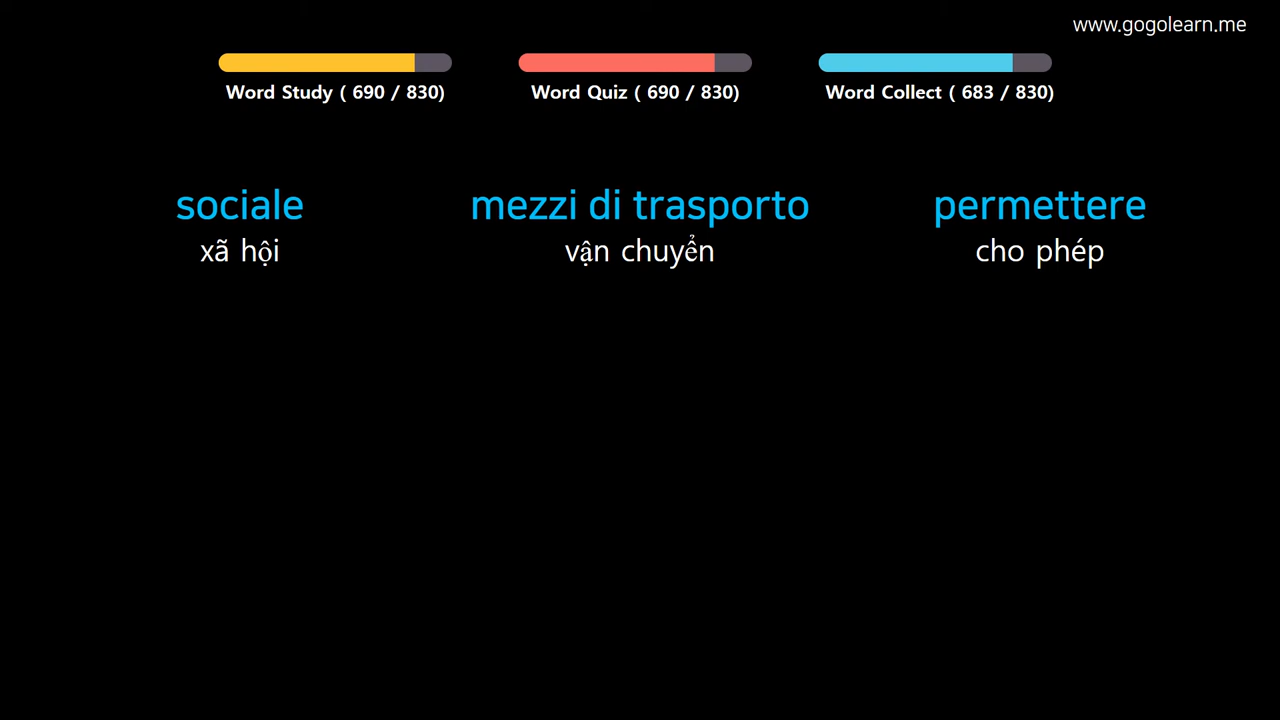 www.gogolearn.me
Word Study ( 690 / 830)
Word Quiz ( 690 / 830)
Word Collect ( 683 / 830)
sociale
xã hội
mezzi di trasporto
vận chuyển
permettere
cho phép